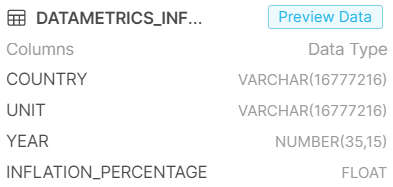 DATAMETRICS_INF... Preview Data
Columns Data Type
COUNTRY VARCHAR(16777216)
UNIT VARCHAR(16777216)
YEAR NUMBER(35,15)
INFLATION_PERCENTAGE FLOAT